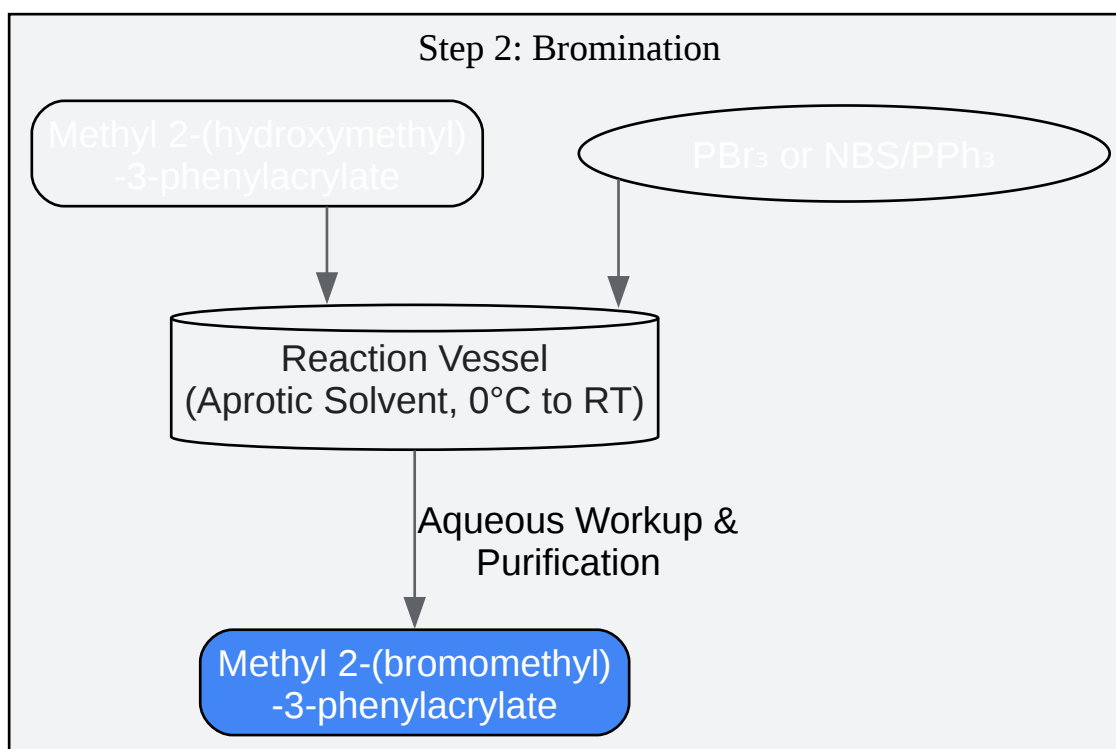 Step 2: Bromination
Methyl 2-(hydroxymethyl)
-3-phenylacrylate
PBr₃ or NBS/PPh₃
Reaction Vessel
(Aprotic Solvent, 0°C to RT)
Aqueous Workup &
Purification
Methyl 2-(bromomethyl)
-3-phenylacrylate